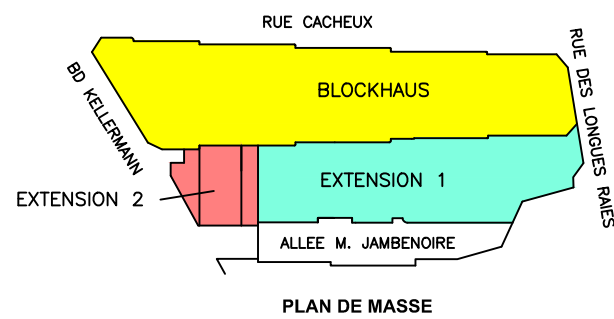 RUE CACHEUX
RUE DES LONGUES RAIES
BD KELLERMANN
BLOCKHAUS
EXTENSION 1
EXTENSION 2
ALLEE M. JAMBENOIRE
PLAN DE MASSE